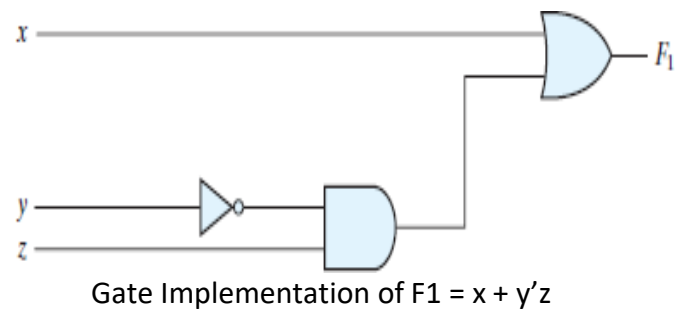 x
F₁
y
z
Gate Implementation of F1 = x + y’z